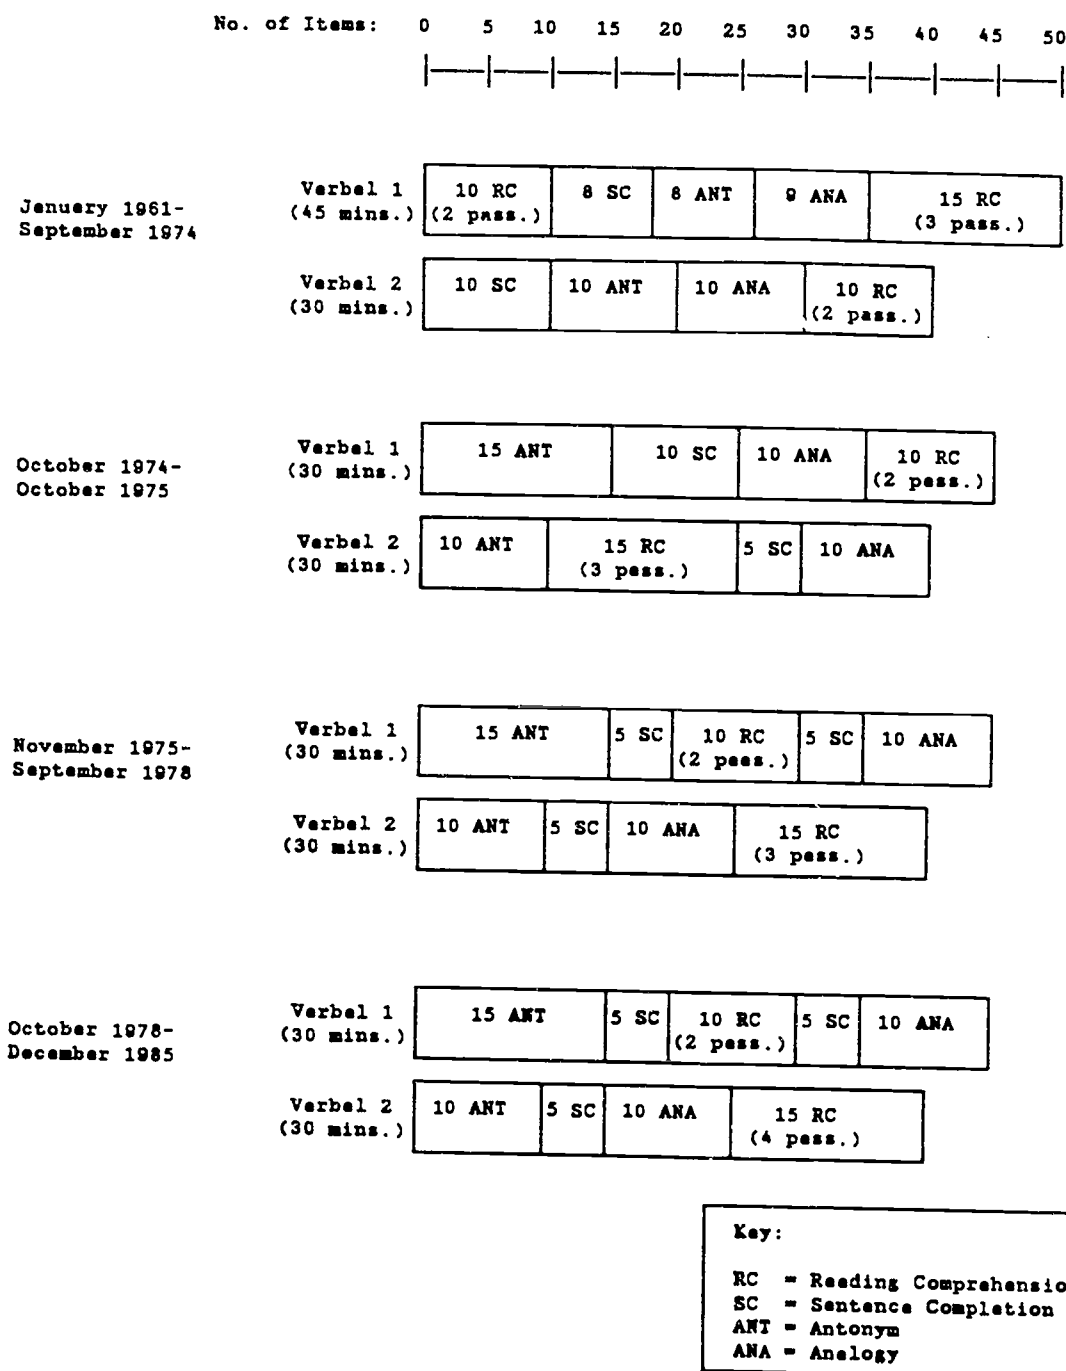 No. of Items: 0 5 10 15 20 25 30 35 40 45 50
January 1961-
September 1974
Verbal 1
(45 mins.)
10 RC
(2 pass.)
8 SC
8 ANT
9 ANA
15 RC
(3 pass.)
Verbal 2
(30 mins.)
10 SC
10 ANT
10 ANA
10 RC
(2 pass.)
October 1974-
October 1975
Verbal 1
(30 mins.)
15 ANT
10 SC
10 ANA
10 RC
(2 pass.)
Verbal 2
(30 mins.)
10 ANT
15 RC
(3 pass.)
5 SC
10 ANA
November 1975-
September 1978
Verbal 1
(30 mins.)
15 ANT
5 SC
10 RC
(2 pass.)
5 SC
10 ANA
Verbal 2
(30 mins.)
10 ANT
5 SC
10 ANA
15 RC
(3 pass.)
October 1978-
December 1985
Verbal 1
(30 mins.)
15 ANT
5 SC
10 RC
(2 pass.)
5 SC
10 ANA
Verbal 2
(30 mins.)
10 ANT
5 SC
10 ANA
15 RC
(4 pass.)
Key:
RC = Reading Comprehensio
SC = Sentence Completion
ANT = Antonym
ANA = Analogy